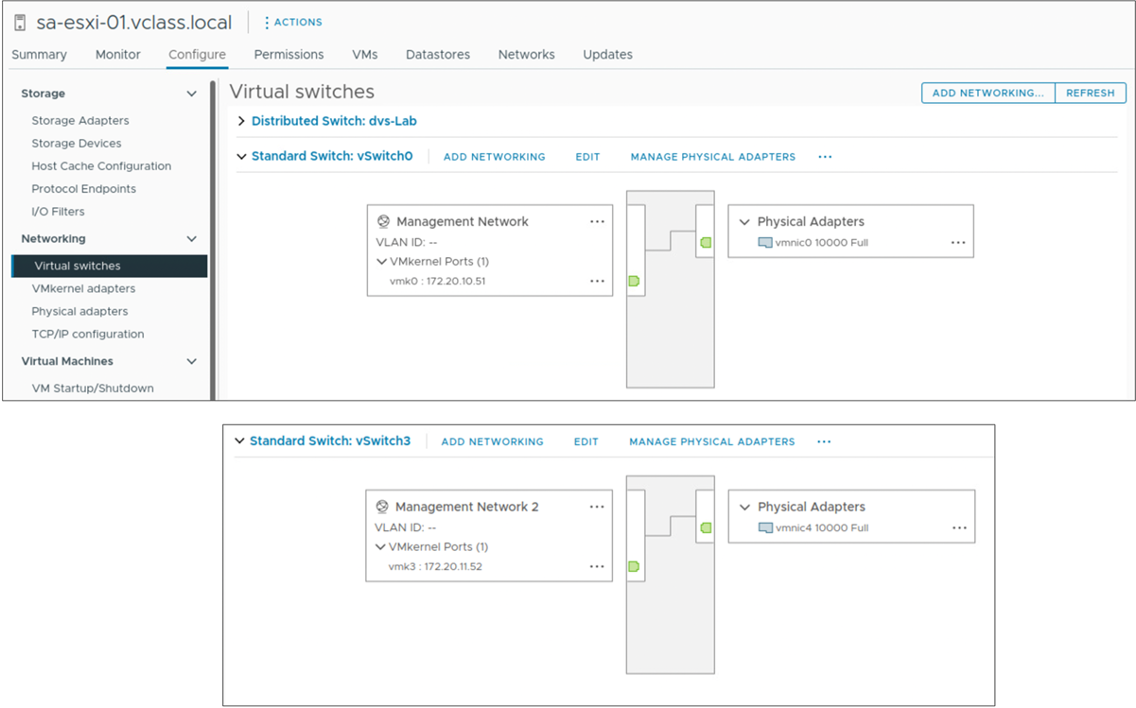 sa-esxi-01.vclass.local ACTIONS
Summary Monitor Configure Permissions VMs Datastores Networks Updates
Storage
Storage Adapters
Storage Devices
Host Cache Configuration
Protocol Endpoints
I/O Filters
Networking
Virtual switches
VMkernel adapters
Physical adapters
TCP/IP configuration
Virtual Machines
VM Startup/Shutdown
Virtual switches
ADD NETWORKING... REFRESH
Distributed Switch: dvs-Lab
Standard Switch: vSwitch0 ADD NETWORKING EDIT MANAGE PHYSICAL ADAPTERS ...
Management Network ...
VLAN ID: --
VMkernel Ports (1)
vmk0 : 172.20.10.51 ...
Physical Adapters
vmnic0 10000 Full ...
Standard Switch: vSwitch3 ADD NETWORKING EDIT MANAGE PHYSICAL ADAPTERS ...
Management Network 2 ...
VLAN ID: --
VMkernel Ports (1)
vmk3 : 172.20.11.52 ...
Physical Adapters
vmnic4 10000 Full ...